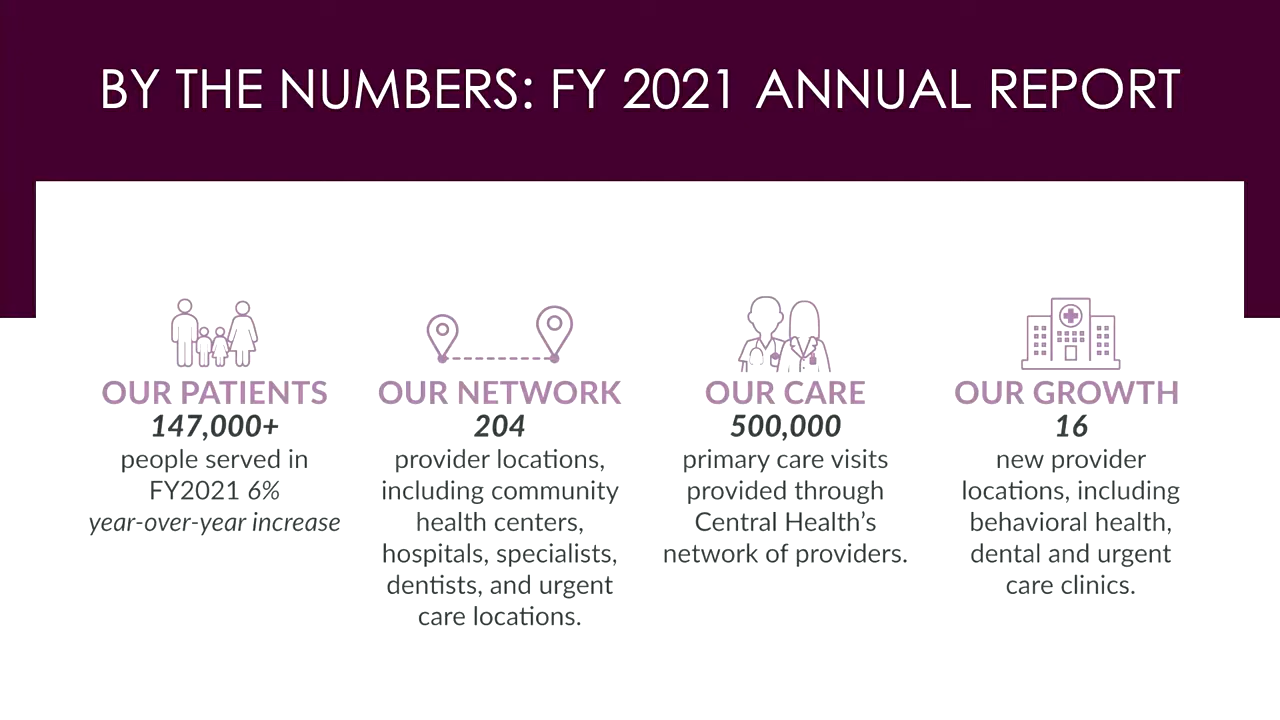 BY THE NUMBERS: FY 2021 ANNUAL REPORT
OUR PATIENTS
147,000+
people served in
FY2021 6%
year-over-year increase
OUR NETWORK
204
provider locations,
including community
health centers,
hospitals, specialists,
dentists, and urgent
care locations.
OUR CARE
500,000
primary care visits
provided through
Central Health’s
network of providers.
OUR GROWTH
16
new provider
locations, including
behavioral health,
dental and urgent
care clinics.